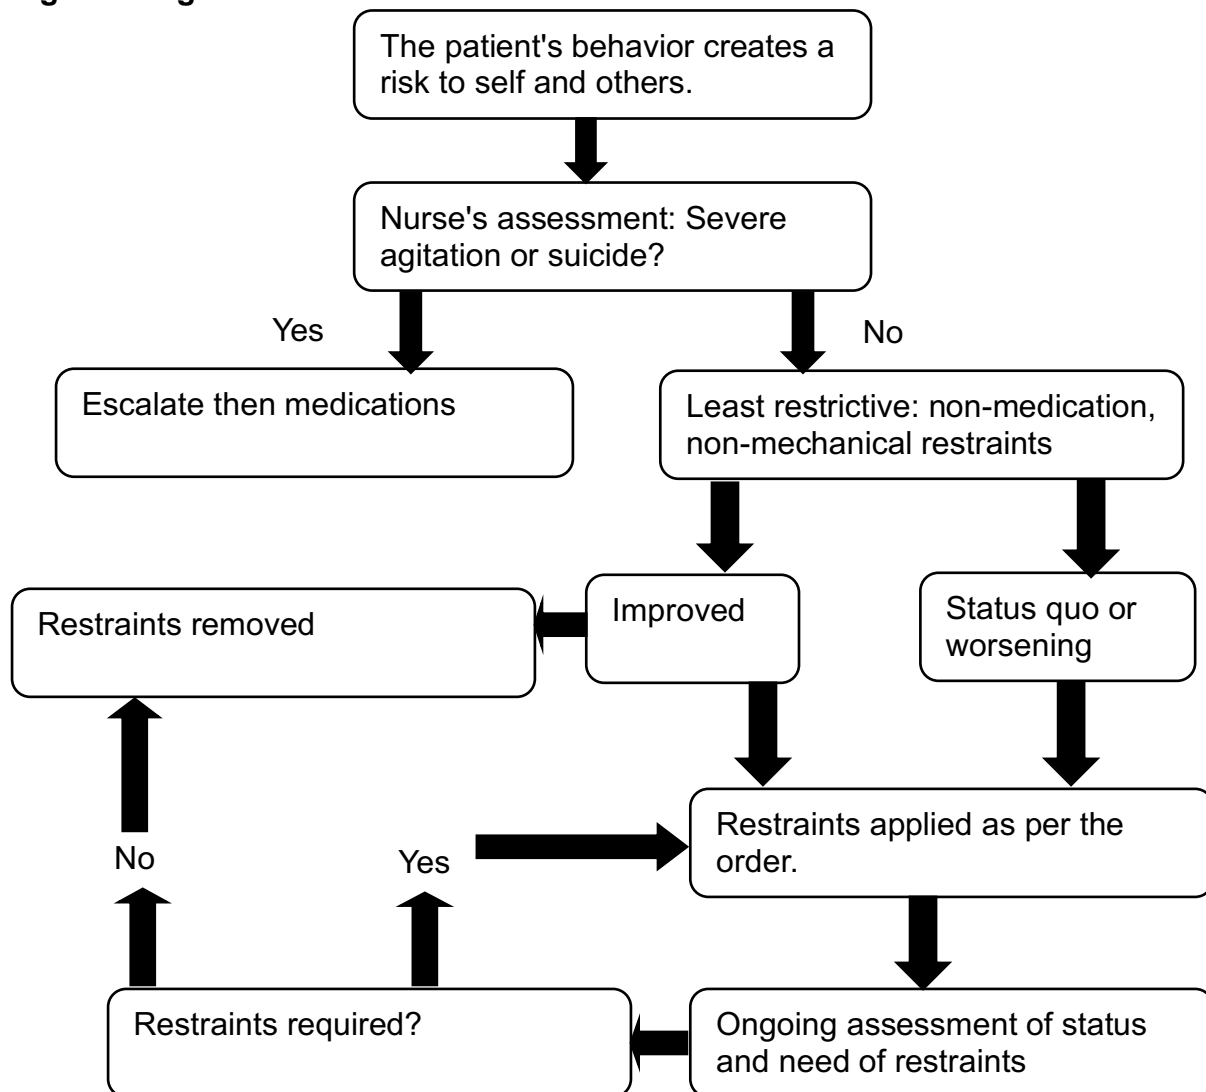 The patient's behavior creates a
risk to self and others.
Nurse's assessment: Severe
agitation or suicide?
Yes
No
Escalate then medications
Least restrictive: non-medication,
non-mechanical restraints
Restraints removed
Improved
Status quo or
worsening
Restraints applied as per the
order.
No
Yes
Restraints required?
Ongoing assessment of status
and need of restraints